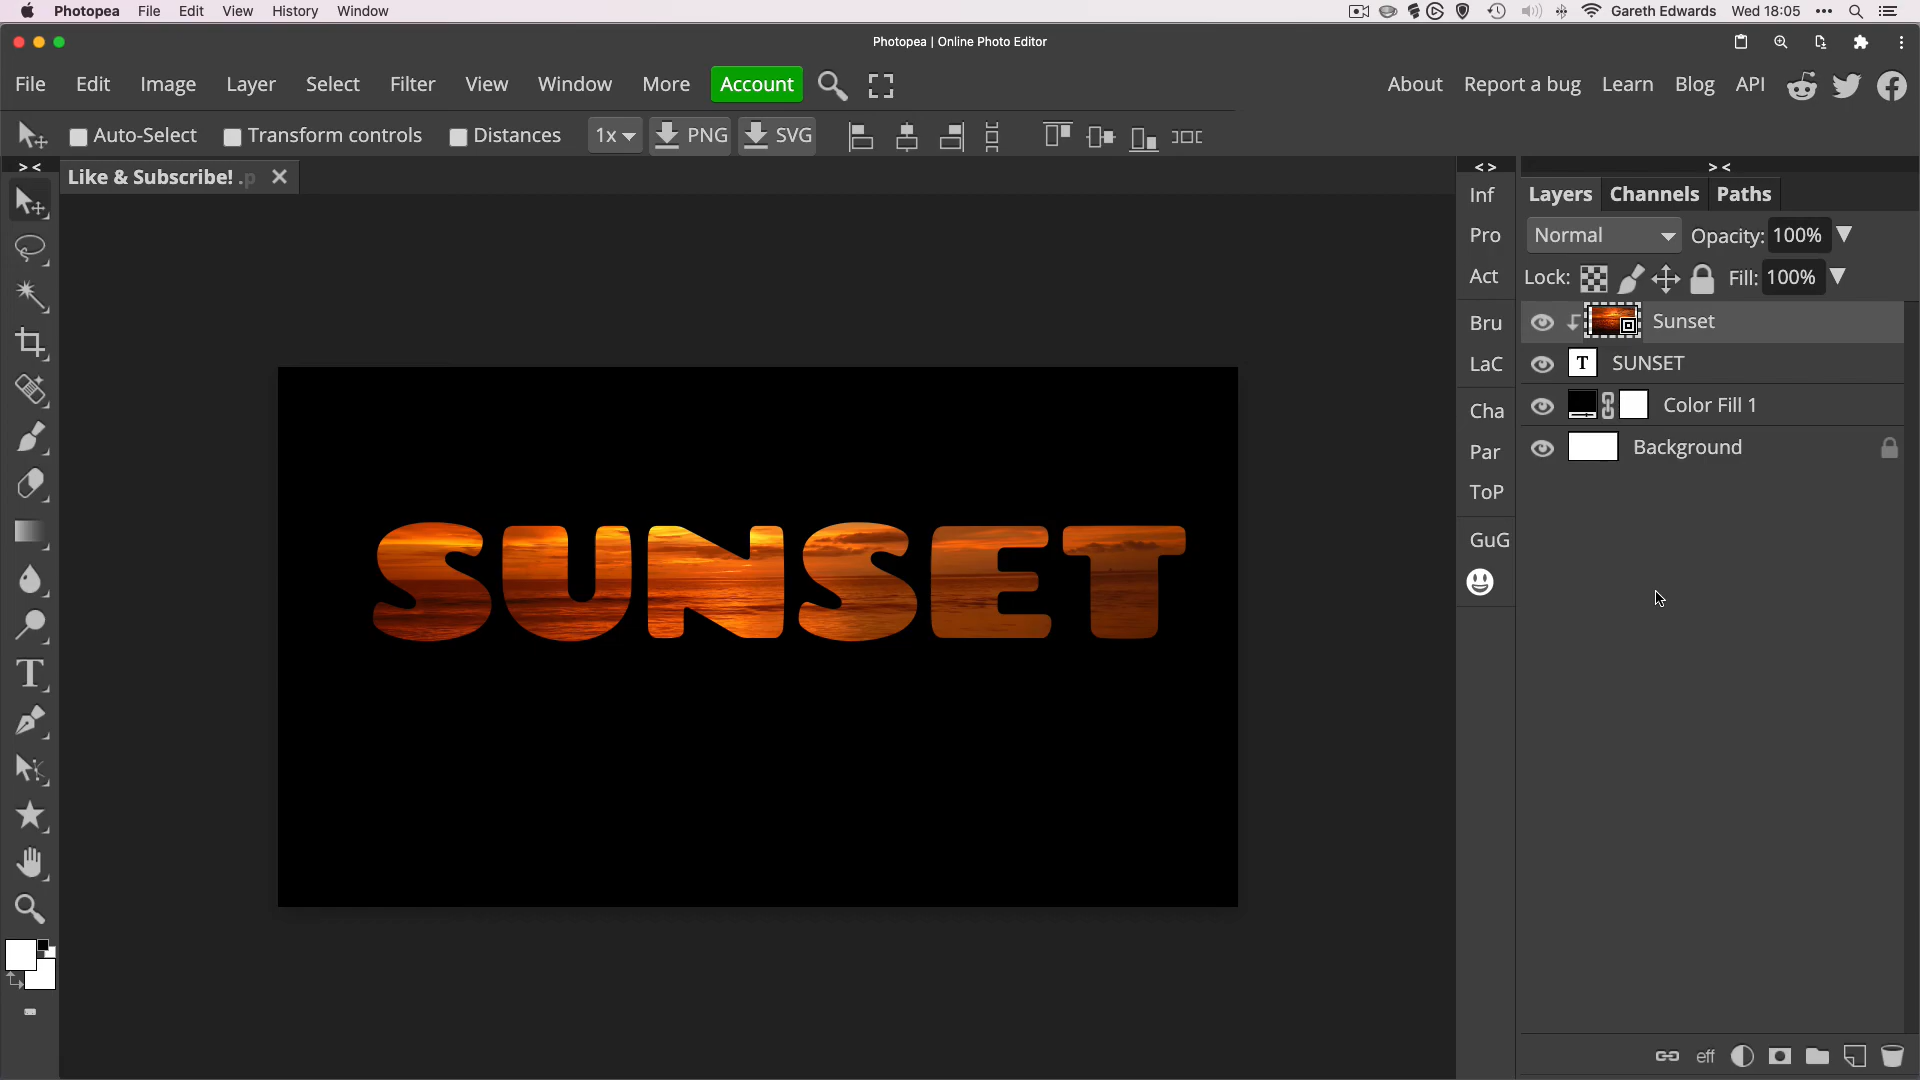 Photopea File Edit View History Window Gareth Edwards Wed 18:05
Photopea | Online Photo Editor
File Edit Image Layer Select Filter View Window More Account About Report a bug Learn Blog API
Auto-Select Transform controls Distances 1x PNG SVG
Like & Subscribe! .p
Inf
Pro
Act
Bru
LaC
Cha
Par
ToP
GuG
Layers Channels Paths
Normal Opacity: 100%
Lock: Fill: 100%
Sunset
T SUNSET
Color Fill 1
Background
SUNSET
T
eff